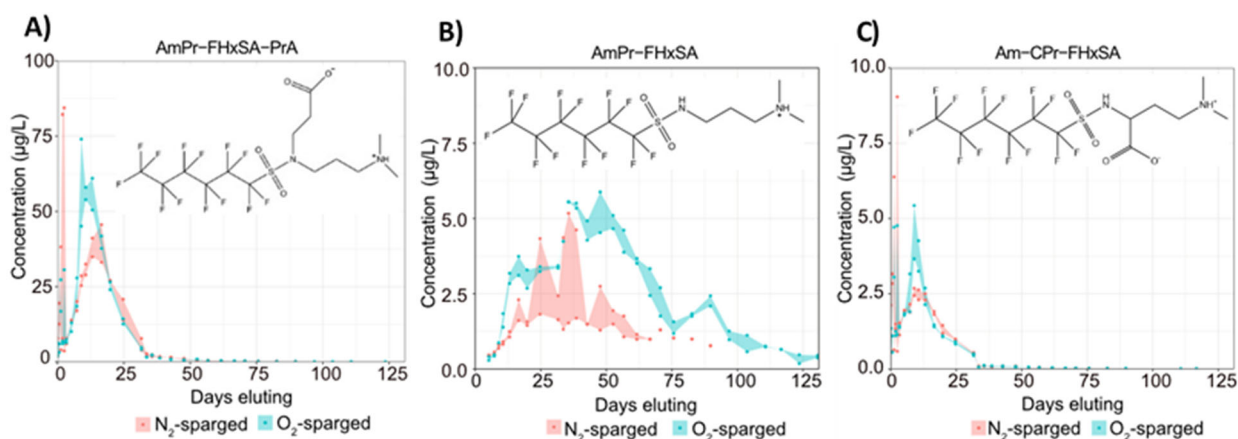 A)
AmPr-FHxSA-PrA
Concentration (µg/L)
100
75
50
25
0
0 25 50 75 100 125
Days eluting
N₂-sparged O₂-sparged
O O⁻
F F F F F F F F F F F F F
O S O N NH⁺
B)
AmPr-FHxSA
Concentration (µg/L)
10.0
7.5
5.0
2.5
0
0 25 50 75 100 125
Days eluting
N₂-sparged O₂-sparged
F F F F F F F F F F F F F
O S O H N NH⁺
C)
Am-CPr-FHxSA
Concentration (µg/L)
10.0
7.5
5.0
2.5
0
0 25 50 75 100 125
Days eluting
N₂-sparged O₂-sparged
F F F F F F F F F F F F F
O S O H N NH⁺
O O⁻